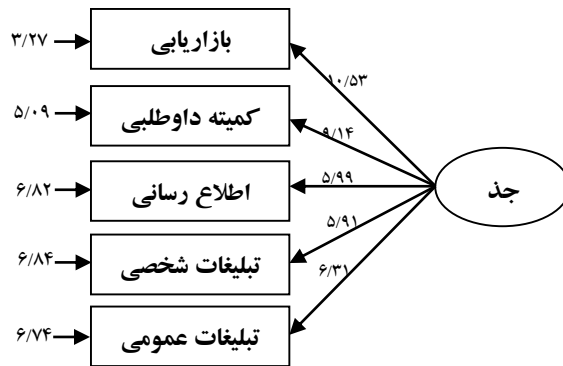 ۳/۲۷
بازاریابی
۱۰/۵۳
۵/۰۹
کمیته داوطلبی
۹/۱۴
۶/۸۲
اطلاع رسانی
۵/۹۹
جذ
۶/۸۴
تبلیغات شخصی
۵/۹۱
۶/۷۴
تبلیغات عمومی
۶/۳۱